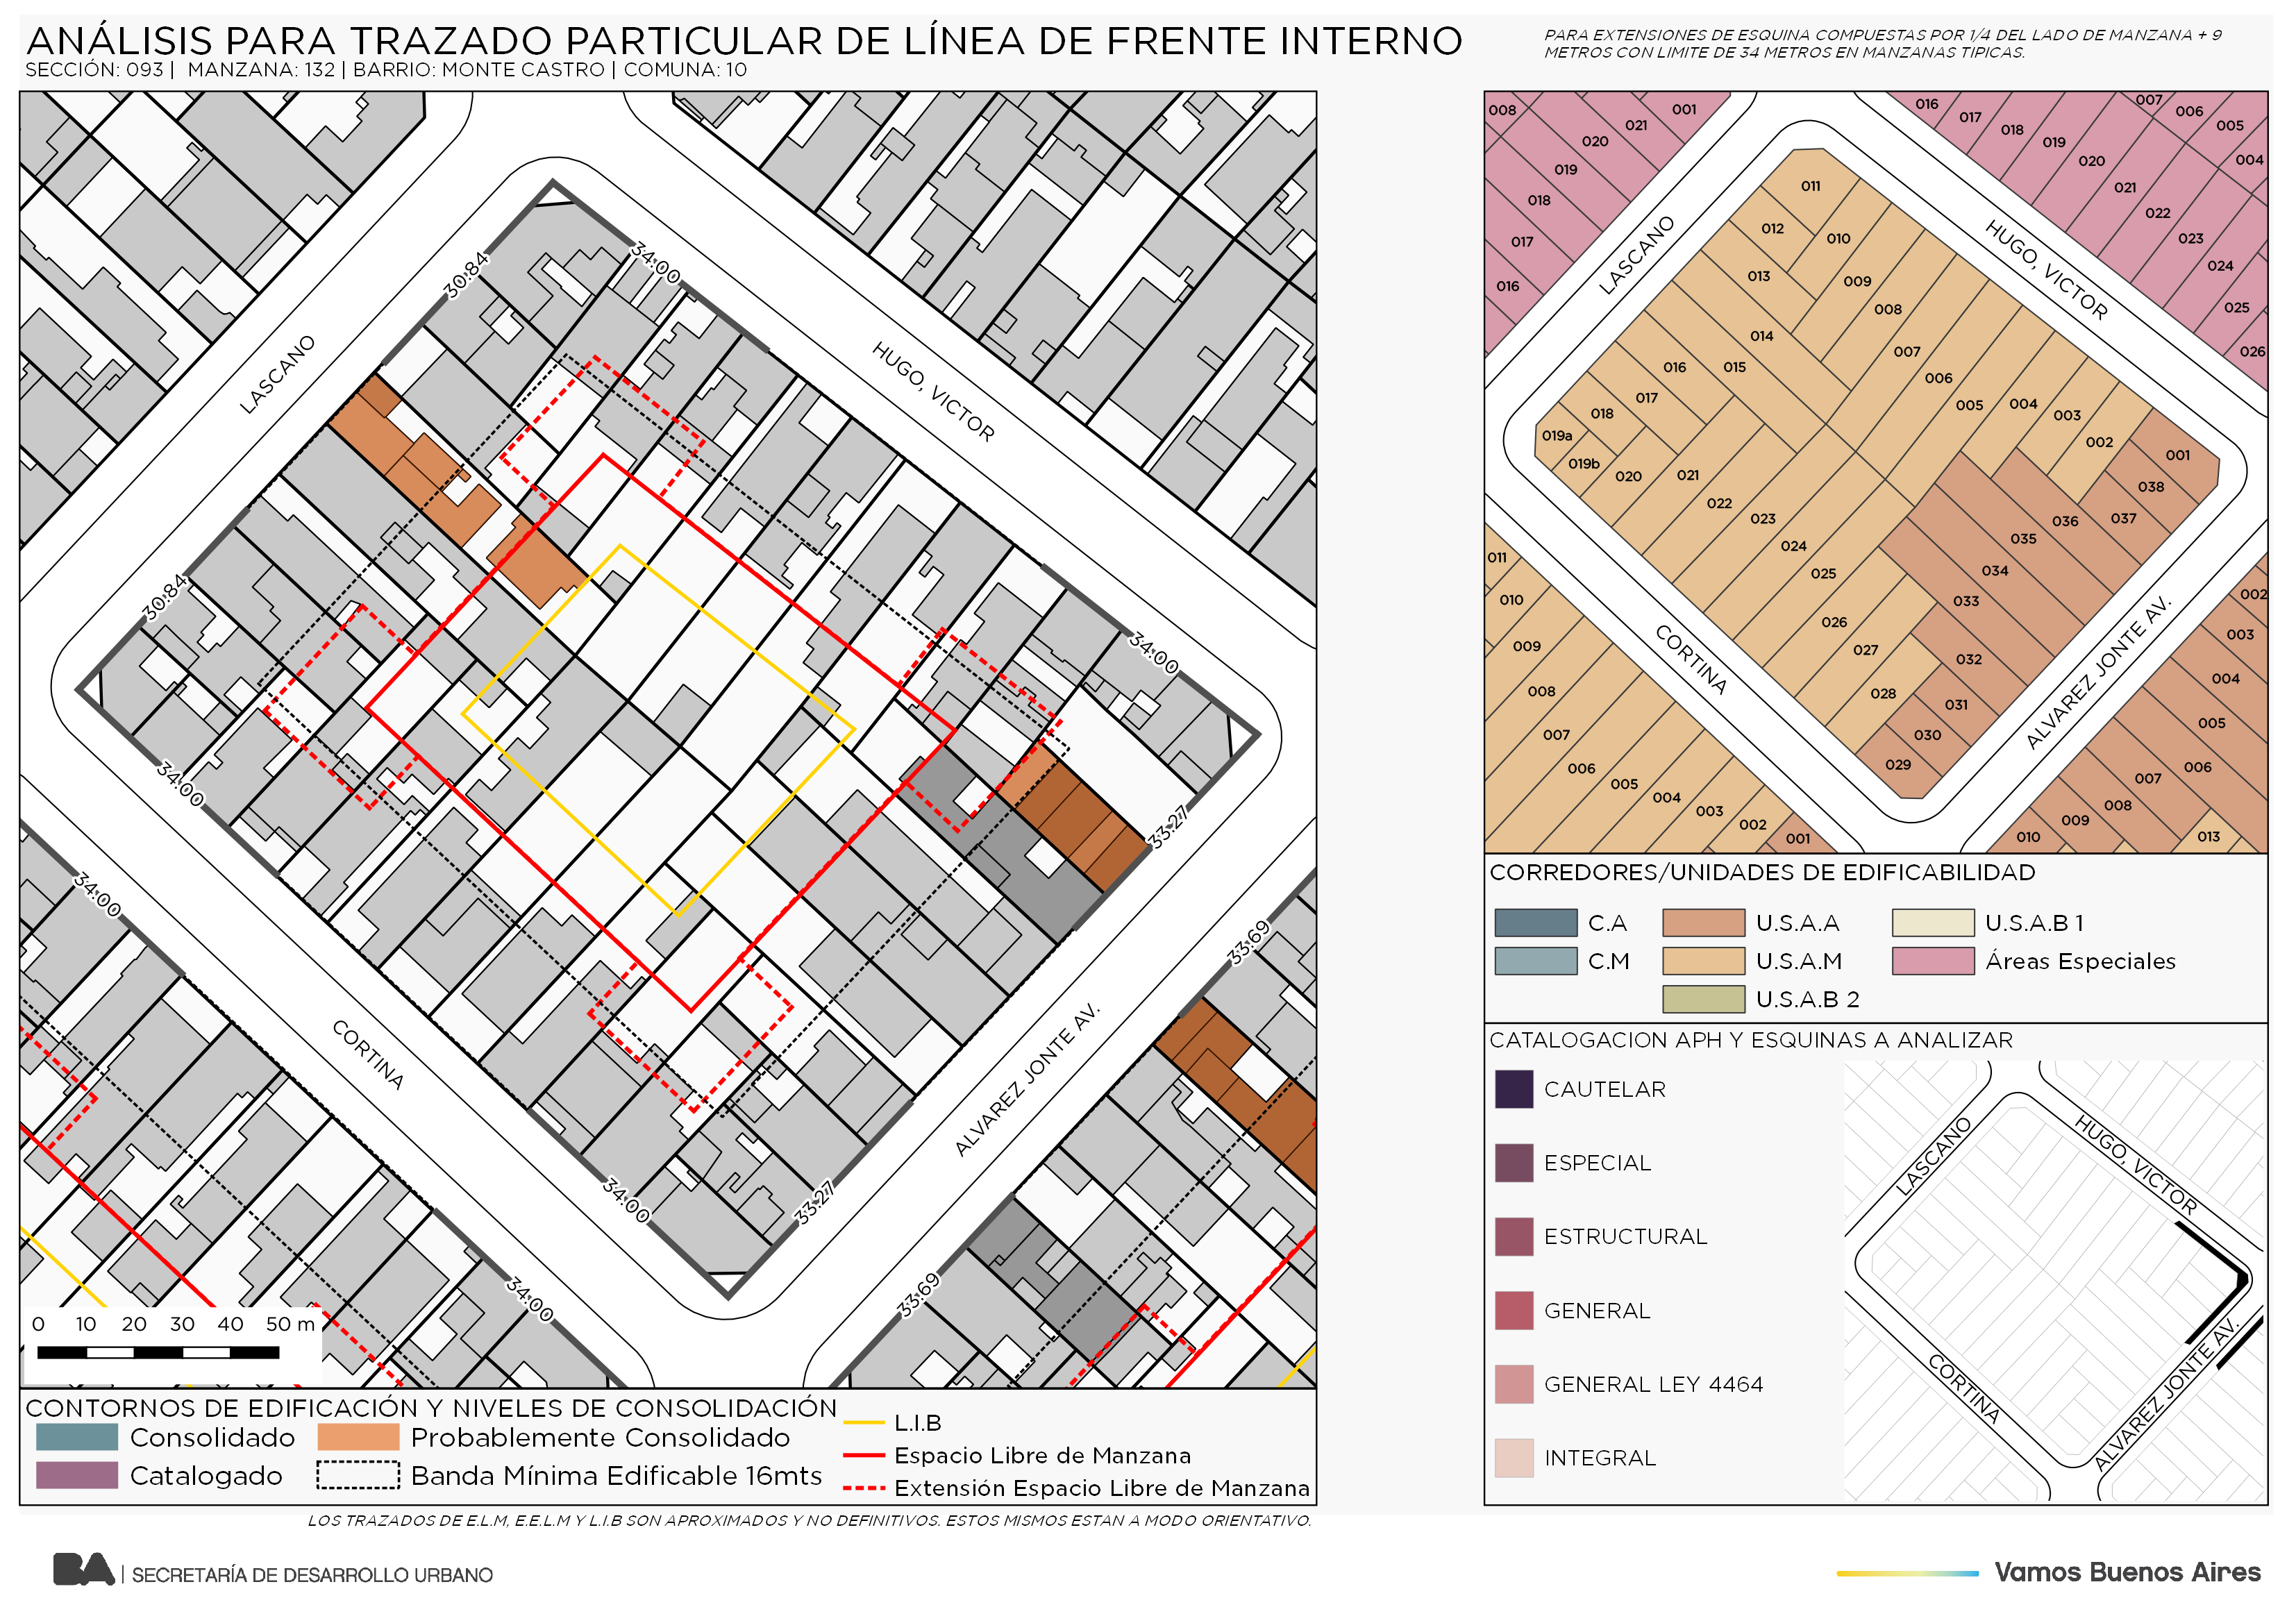 ANÁLISIS PARA TRAZADO PARTICULAR DE LÍNEA DE FRENTE INTERNO
SECCIÓN: 093 | MANZANA: 132 | BARRIO: MONTE CASTRO | COMUNA: 10
PARA EXTENSIONES DE ESQUINA COMPUESTAS POR 1/4 DEL LADO DE MANZANA + 9
METROS CON LIMITE DE 34 METROS EN MANZANAS TIPICAS.
30.84
34.00
LASCANO
HUGO, VICTOR
30.84
34.00
34.00
33.27
34.00
33.69
CORTINA
ALVAREZ JONTE AV.
34.00
33.27
34.00
33.69
0 10 20 30 40 50 m
CONTORNOS DE EDIFICACIÓN Y NIVELES DE CONSOLIDACIÓN
Consolidado
Probablemente Consolidado
Catalogado
Banda Mínima Edificable 16mts
L.I.B
Espacio Libre de Manzana
Extensión Espacio Libre de Manzana
LOS TRAZADOS DE E.L.M, E.E.L.M Y L.I.B SON APROXIMADOS Y NO DEFINITIVOS. ESTOS MISMOS ESTAN A MODO ORIENTATIVO.
008
020
021
001
019
018
017
016
016
017
018
019
020
021
022
023
024
025
026
007
006
005
004
LASCANO
HUGO, VICTOR
011
012
010
013
009
008
014
007
016
015
006
017
005
004
003
018
002
019a
001
019b
038
020
021
037
022
036
023
035
024
034
025
033
026
027
032
028
031
030
029
CORTINA
ALVAREZ JONTE AV.
011
010
009
008
007
006
005
004
003
002
001
002
003
004
005
006
007
008
009
010
013
CORREDORES/UNIDADES DE EDIFICABILIDAD
C.A
U.S.A.A
U.S.A.B 1
C.M
U.S.A.M
Áreas Especiales
U.S.A.B 2
CATALOGACION APH Y ESQUINAS A ANALIZAR
CAUTELAR
ESPECIAL
ESTRUCTURAL
GENERAL
GENERAL LEY 4464
INTEGRAL
LASCANO
HUGO, VICTOR
CORTINA
ALVAREZ JONTE AV.
BA | SECRETARÍA DE DESARROLLO URBANO
Vamos Buenos Aires